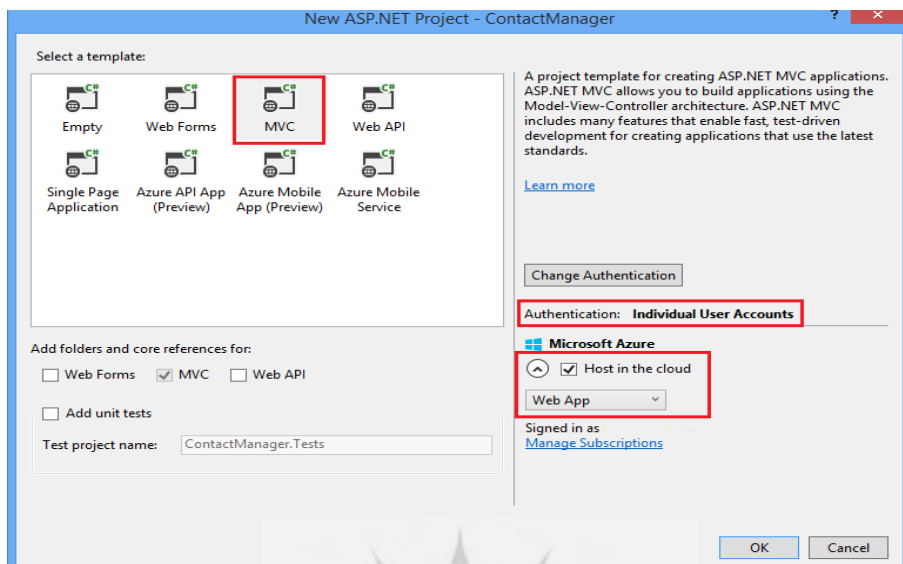 New ASP.NET Project - ContactManager
?
Select a template:
C# C# C# C#
Empty Web Forms MVC Web API
C# C# C# C#
Single Page Azure API App Azure Mobile Azure Mobile
Application (Preview) App (Preview) Service
A project template for creating ASP.NET MVC applications.
ASP.NET MVC allows you to build applications using the
Model-View-Controller architecture. ASP.NET MVC
includes many features that enable fast, test-driven
development for creating applications that use the latest
standards.
Learn more
Change Authentication
Authentication: Individual User Accounts
Microsoft Azure
Host in the cloud
Web App
Signed in as
Manage Subscriptions
Add folders and core references for:
Web Forms MVC Web API
Add unit tests
Test project name: ContactManager.Tests
OK Cancel